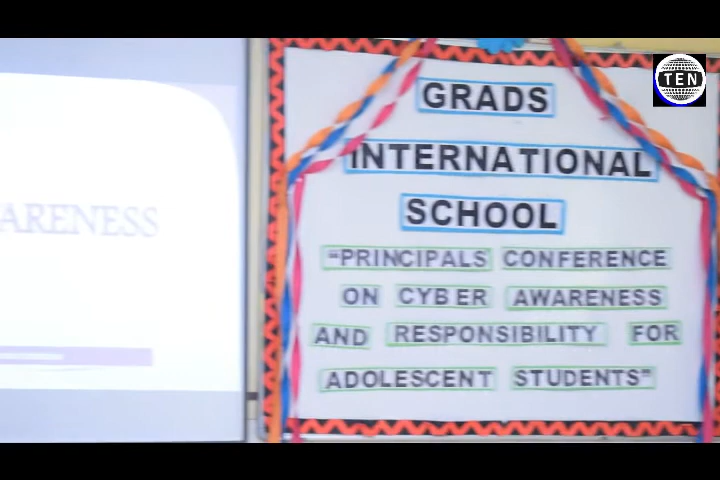 TEN
ARENESS
GRADS
INTERNATIONAL
SCHOOL
"PRINCIPALS CONFERENCE
ON CYBER AWARENESS
AND RESPONSIBILITY FOR
ADOLESCENT STUDENTS"